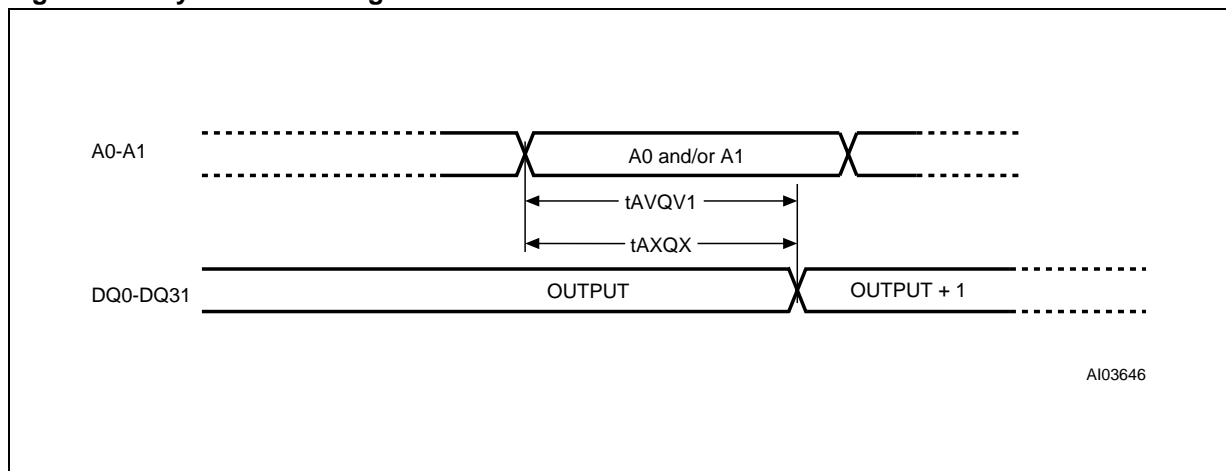 A0-A1
A0 and/or A1
tAVQV1
tAXQX
DQ0-DQ31
OUTPUT
OUTPUT + 1
AI03646